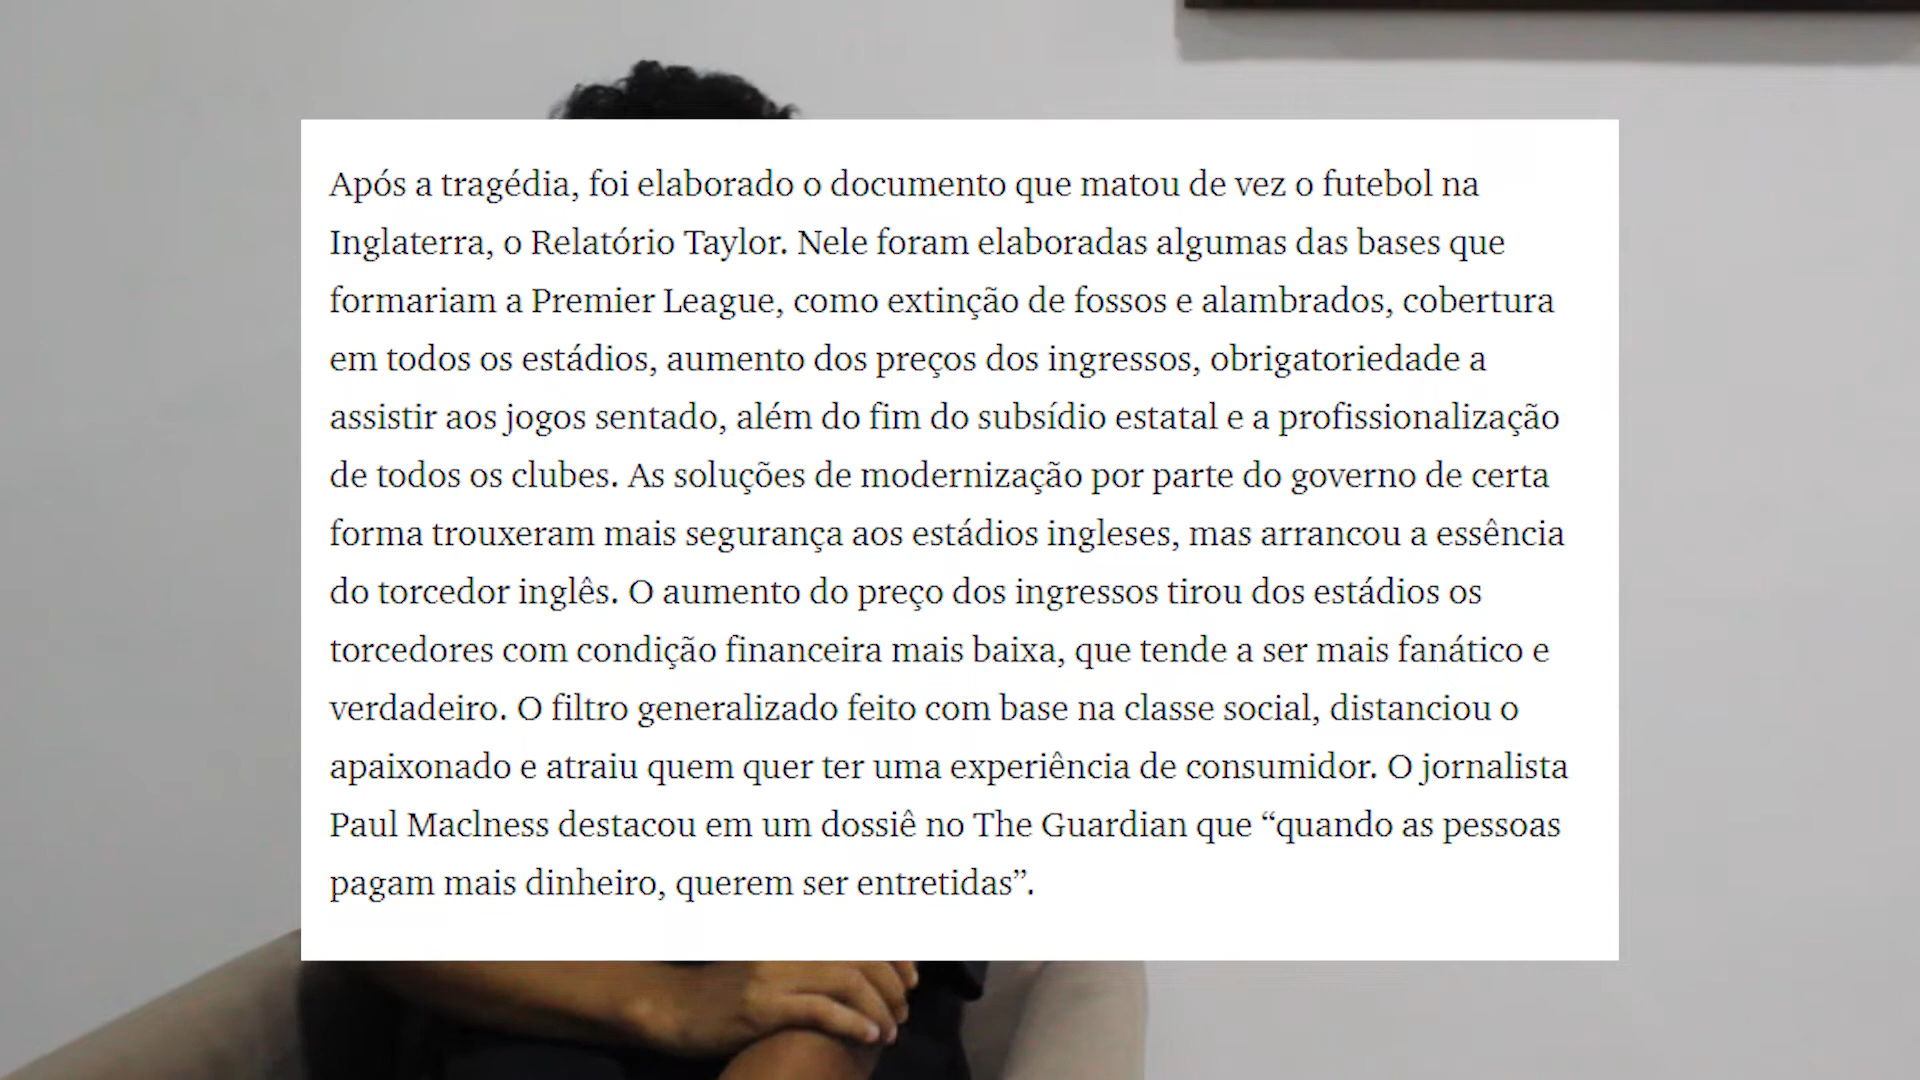 Após a tragédia, foi elaborado o documento que matou de vez o futebol na
Inglaterra, o Relatório Taylor. Nele foram elaboradas algumas das bases que
formariam a Premier League, como extinção de fossos e alambrados, cobertura
em todos os estádios, aumento dos preços dos ingressos, obrigatoriedade a
assistir aos jogos sentado, além do fim do subsídio estatal e a profissionalização
de todos os clubes. As soluções de modernização por parte do governo de certa
forma trouxeram mais segurança aos estádios ingleses, mas arrancou a essência
do torcedor inglês. O aumento do preço dos ingressos tirou dos estádios os
torcedores com condição financeira mais baixa, que tende a ser mais fanático e
verdadeiro. O filtro generalizado feito com base na classe social, distanciou o
apaixonado e atraiu quem quer ter uma experiência de consumidor. O jornalista
Paul Maclness destacou em um dossiê no The Guardian que “quando as pessoas
pagam mais dinheiro, querem ser entretidas”.